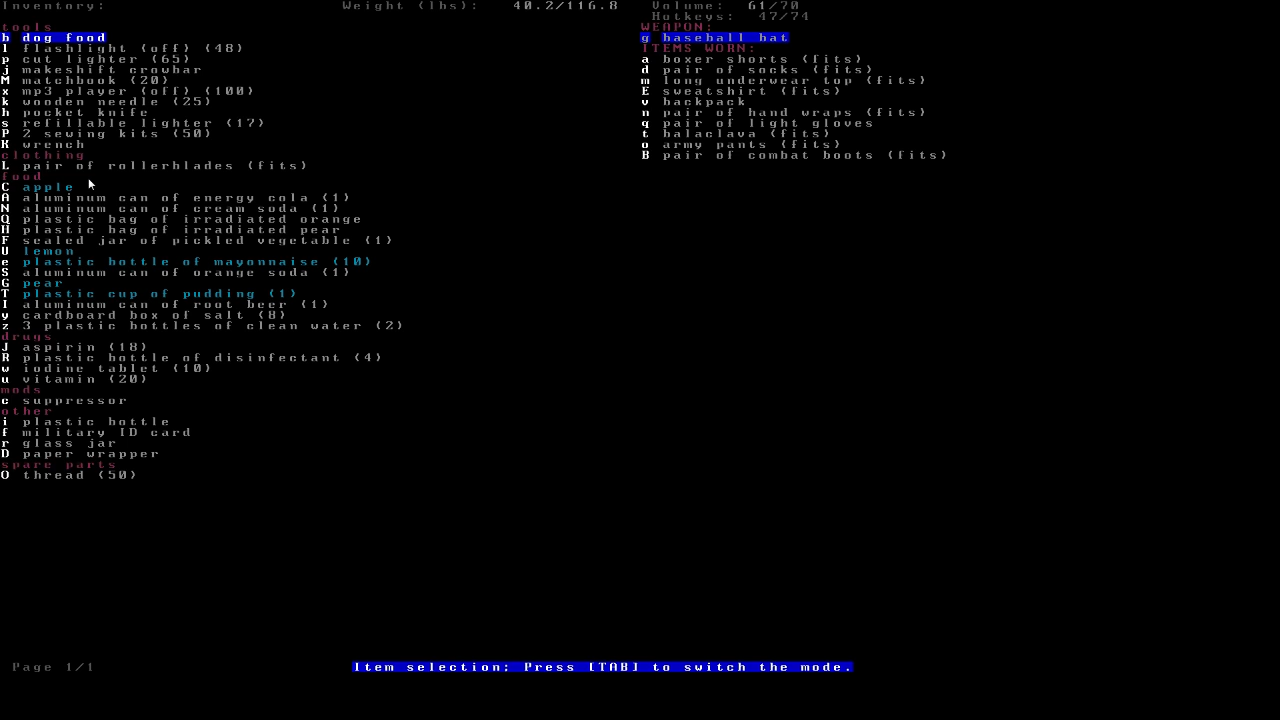 Inventory: Weight (lbs): 40.2/116.8 Volume: 61/70
Hotkeys: 47/74
tools
b dog food
l flashlight (off) (48)
p cut lighter (65)
j makeshift crowbar
M matchbook (20)
x mp3 player (off) (100)
k wooden needle (25)
h pocket knife
s refillable lighter (17)
P 2 sewing kits (50)
K wrench
clothing
L pair of rollerblades (fits)
food
C apple
A aluminum can of energy cola (1)
N aluminum can of cream soda (1)
Q plastic bag of irradiated orange
H plastic bag of irradiated pear
F sealed jar of pickled vegetable (1)
U lemon
e plastic bottle of mayonnaise (10)
S aluminum can of orange soda (1)
G pear
T plastic cup of pudding (1)
I aluminum can of root beer (1)
y cardboard box of salt (8)
z 3 plastic bottles of clean water (2)
drugs
J aspirin (18)
R plastic bottle of disinfectant (4)
w iodine tablet (10)
u vitamin (20)
mods
c suppressor
other
i plastic bottle
f military ID card
r glass jar
D paper wrapper
spare parts
O thread (50)
WEAPON:
g baseball bat
ITEMS WORN:
a boxer shorts (fits)
d pair of socks (fits)
m long underwear top (fits)
E sweatshirt (fits)
v backpack
n pair of hand wraps (fits)
q pair of light gloves
t balaclava (fits)
o army pants (fits)
B pair of combat boots (fits)
Page 1/1
Item selection: Press [TAB] to switch the mode.